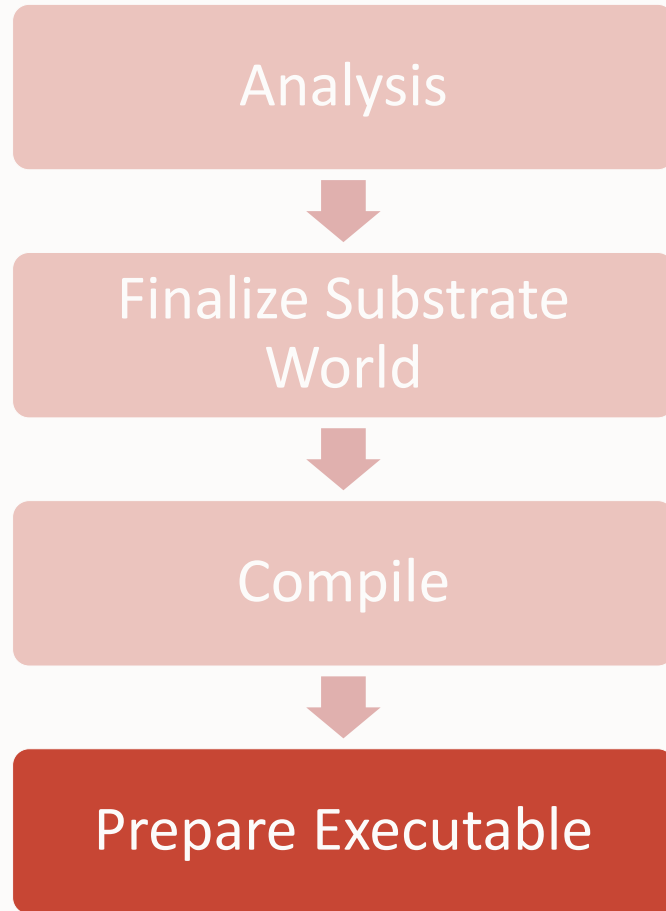 Analysis
Finalize Substrate
World
Compile
Prepare Executable